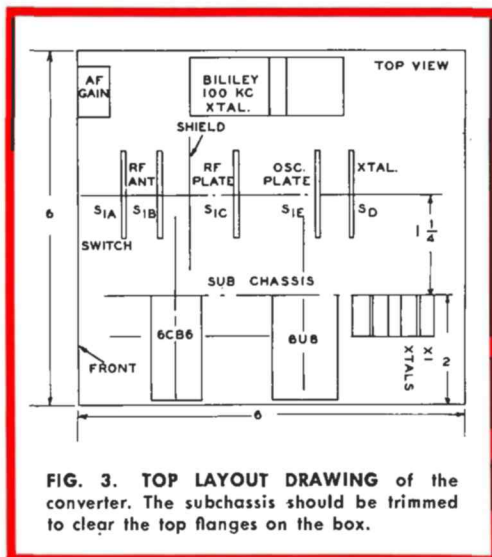 TOP VIEW
AF
GAIN
BILILEY
100 KC
XTAL.
SHIELD
RF
ANT
RF
PLATE
OSC.
PLATE
XTAL.
S1A
S1B
S1C
S1E
SD
SWITCH
6
1 1/4
SUB CHASSIS
6CB6
6U8
X1
XTALS
2
FRONT
6
FIG. 3. TOP LAYOUT DRAWING of the
converter. The subchassis should be trimmed
to clear the top flanges on the box.